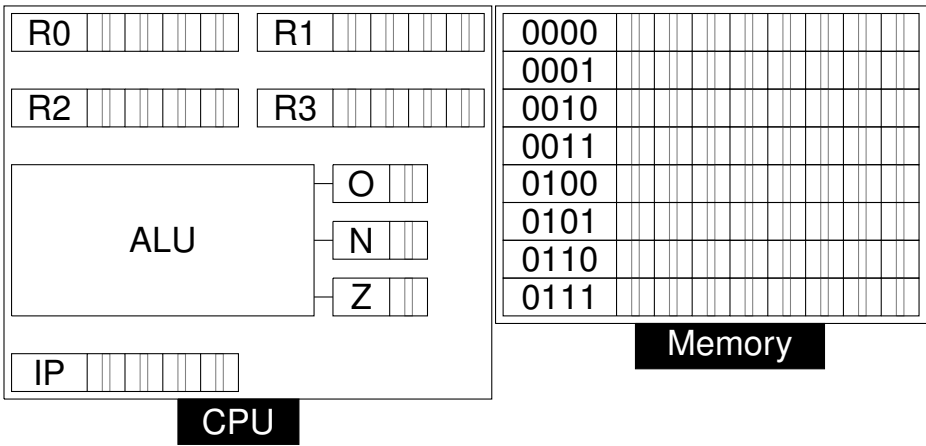 R0 R1 0000
0001
R2 R3 0010
0011
O 0100
ALU N 0101
0110
Z 0111
Memory
IP
CPU